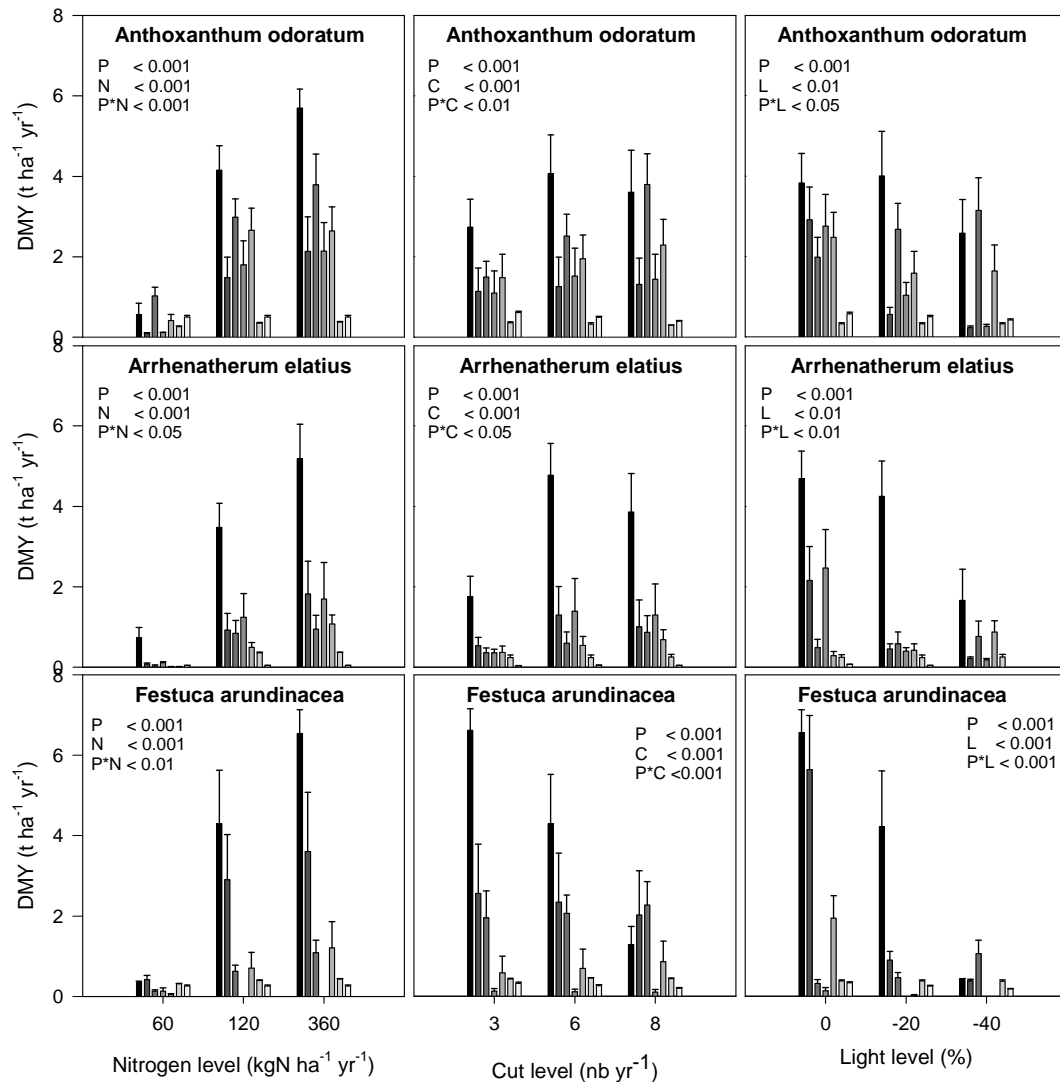 8
6
4
2
0
DMY (t ha-1 yr-1)
Anthoxanthum odoratum
P < 0.001
N < 0.001
P*N < 0.001
Anthoxanthum odoratum
P < 0.001
C < 0.001
P*C < 0.01
Anthoxanthum odoratum
P < 0.001
L < 0.01
P*L < 0.05
8
6
4
2
0
DMY (t ha-1 yr-1)
Arrhenatherum elatius
P < 0.001
N < 0.001
P*N < 0.05
Arrhenatherum elatius
P < 0.001
C < 0.001
P*C < 0.05
Arrhenatherum elatius
P < 0.001
L < 0.01
P*L < 0.01
8
6
4
2
0
DMY (t ha-1 yr-1)
Festuca arundinacea
P < 0.001
N < 0.001
P*N < 0.01
Festuca arundinacea
P < 0.001
C < 0.001
P*C <0.001
Festuca arundinacea
P < 0.001
L < 0.001
P*L < 0.001
60 120 360
Nitrogen level (kgN ha-1 yr-1)
3 6 8
Cut level (nb yr-1)
0 -20 -40
Light level (%)